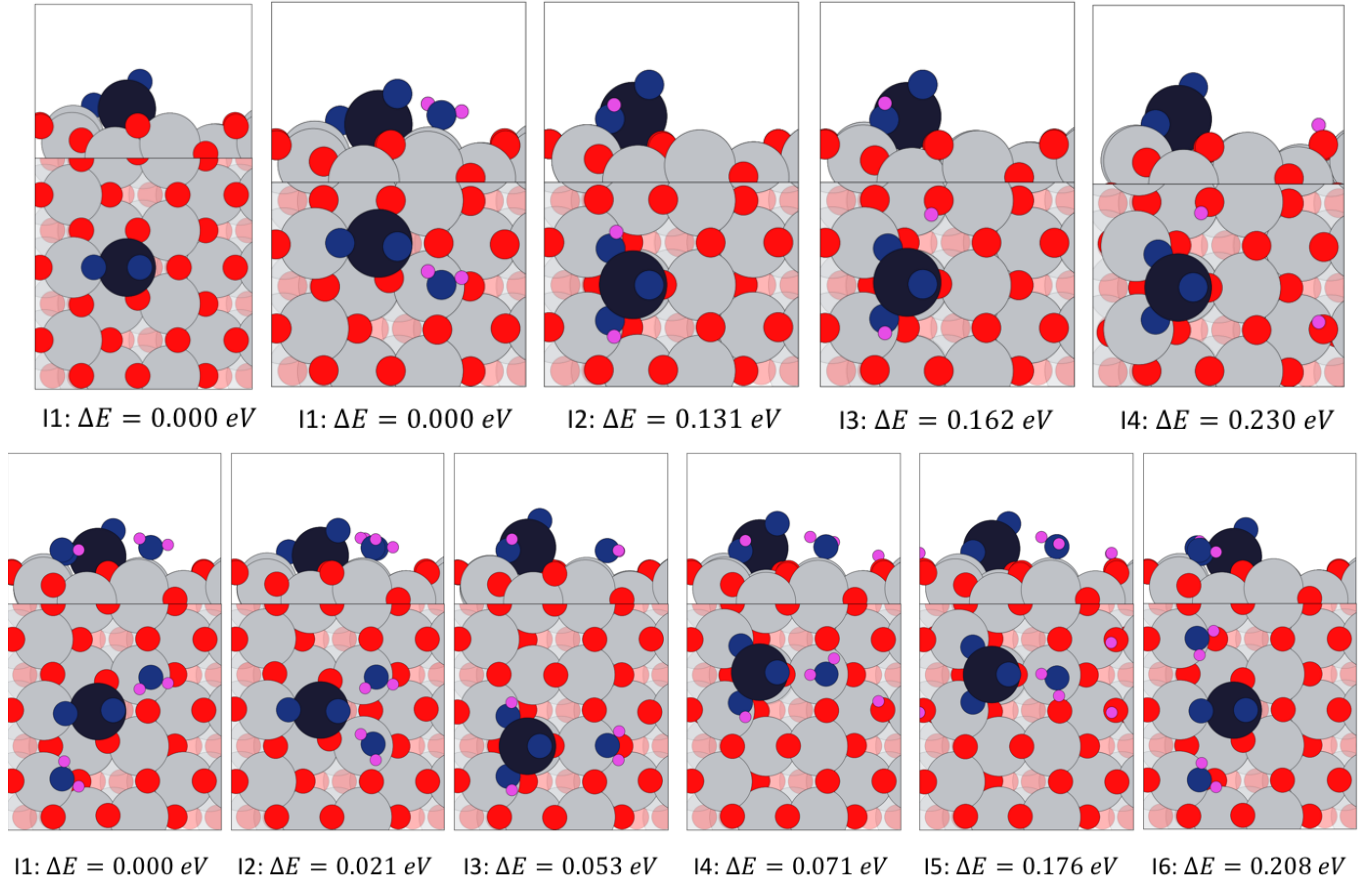 I1: ΔE = 0.000 eV
I1: ΔE = 0.000 eV
I2: ΔE = 0.131 eV
I3: ΔE = 0.162 eV
I4: ΔE = 0.230 eV
I1: ΔE = 0.000 eV
I2: ΔE = 0.021 eV
I3: ΔE = 0.053 eV
I4: ΔE = 0.071 eV
I5: ΔE = 0.176 eV
I6: ΔE = 0.208 eV